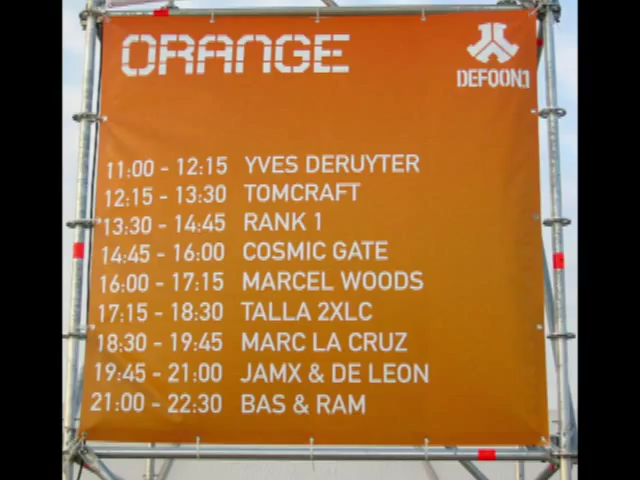 ORANGE
DEFQON1
11:00 - 12:15 YVES DERUYTER
12:15 - 13:30 TOMCRAFT
13:30 - 14:45 RANK 1
14:45 - 16:00 COSMIC GATE
16:00 - 17:15 MARCEL WOODS
17:15 - 18:30 TALLA 2XLC
18:30 - 19:45 MARC LA CRUZ
19:45 - 21:00 JAMX & DE LEON
21:00 - 22:30 BAS & RAM